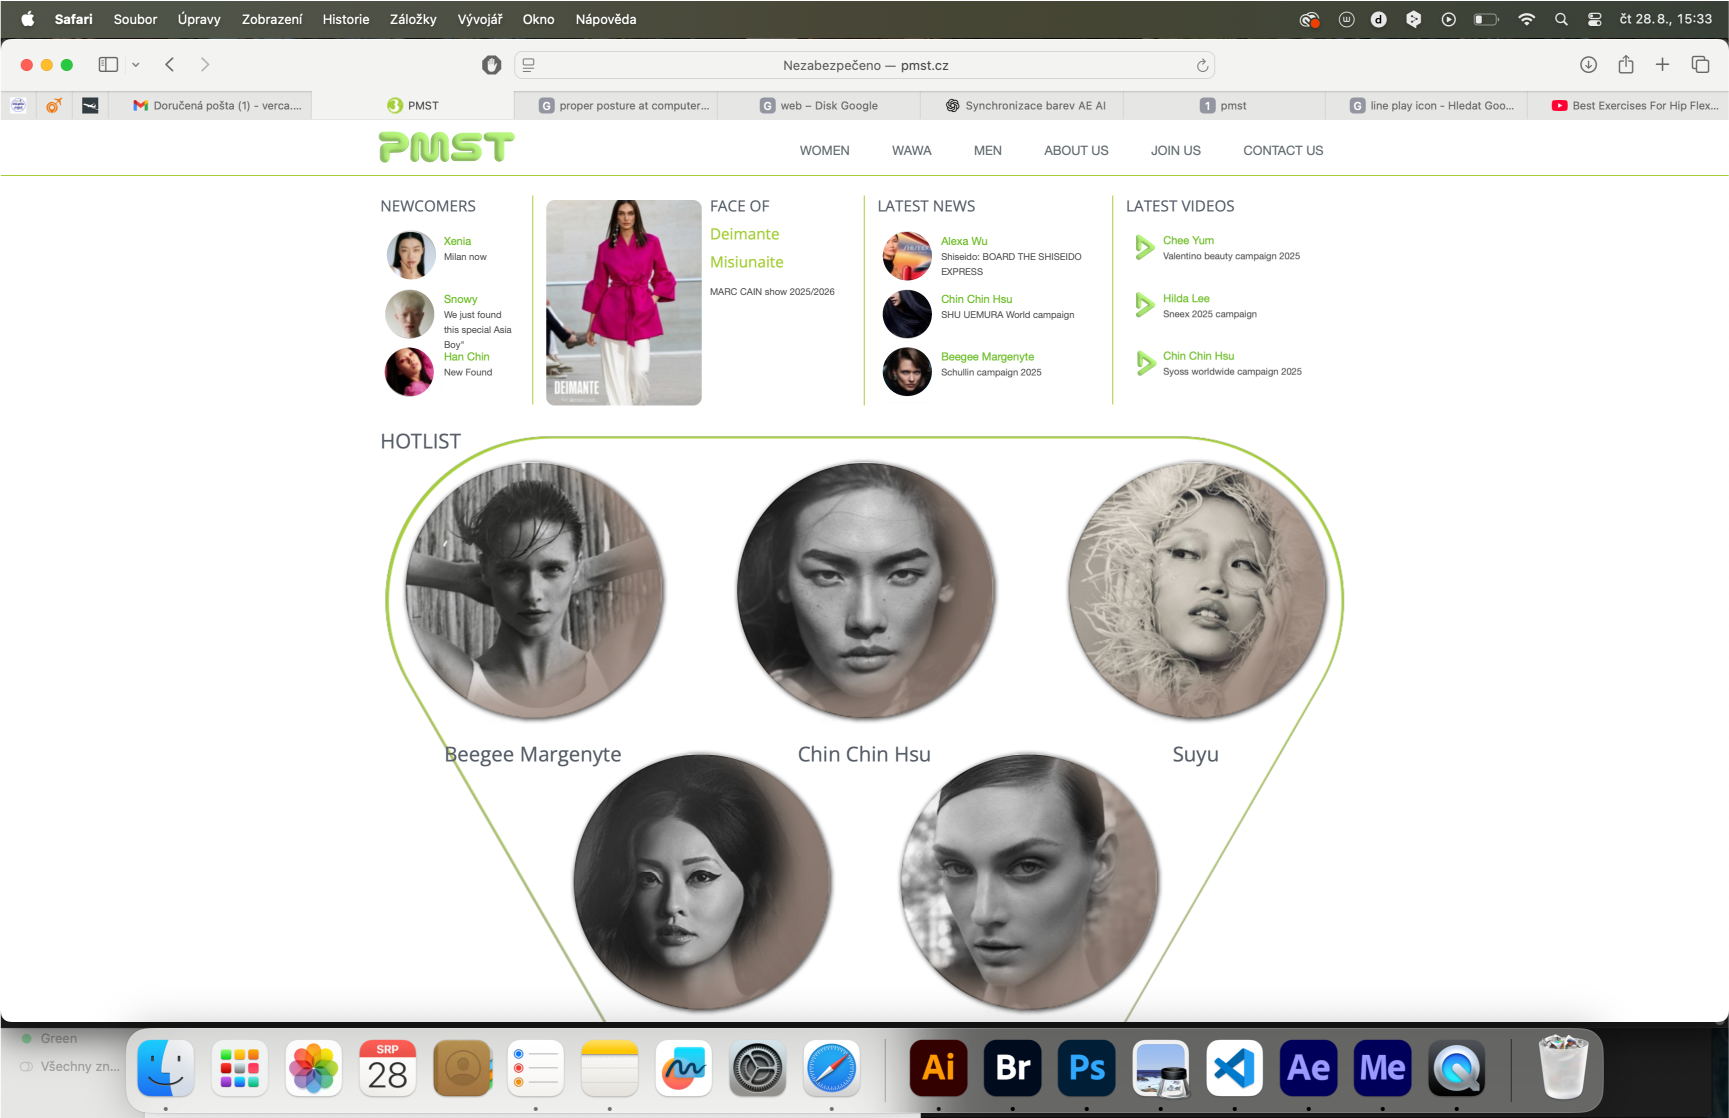 Safari Soubor Úpravy Zobrazení Historie Záložky Vývojář Okno Nápověda
čt 28. 8., 15:33
Nezabezpečeno — pmst.cz
Doručená pošta (1) - verca....
3 PMST
G proper posture at computer...
G web – Disk Google
Synchronizace barev AE AI
1 pmst
G line play icon - Hledat Goo...
Best Exercises For Hip Flex...
PMST
WOMEN WAWA MEN ABOUT US JOIN US CONTACT US
NEWCOMERS
Xenia
Milan now
Snowy
We just found
this special Asia
Boy"
Han Chin
New Found
DEIMANTE
FACE OF
Deimante
Misiunaite
MARC CAIN show 2025/2026
LATEST NEWS
Alexa Wu
Shiseido: BOARD THE SHISEIDO
EXPRESS
Chin Chin Hsu
SHU UEMURA World campaign
Beegee Margenyte
Schullin campaign 2025
LATEST VIDEOS
Chee Yum
Valentino beauty campaign 2025
Hilda Lee
Sneex 2025 campaign
Chin Chin Hsu
Syoss worldwide campaign 2025
HOTLIST
Beegee Margenyte
Chin Chin Hsu
Suyu
Green
Všechny zn...
SRP
28
Ai Br Ps Ae Me